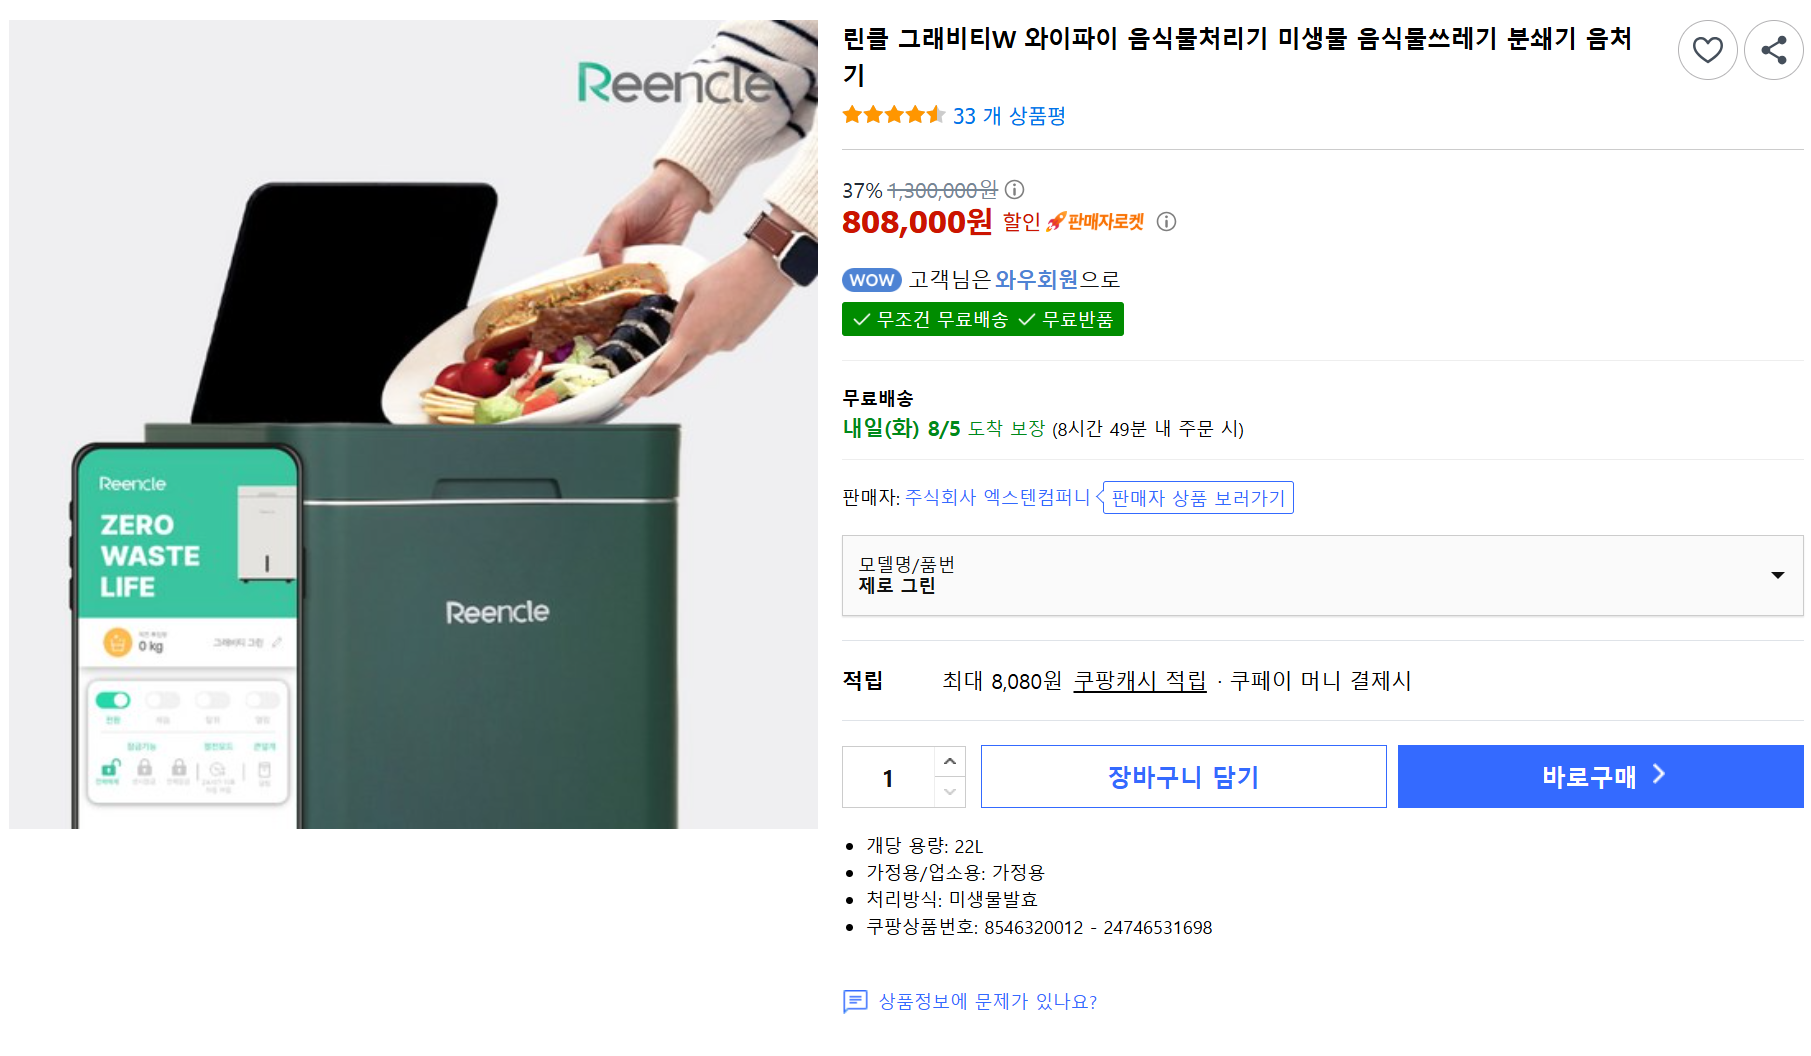 Reencle
Reencle
ZERO
WASTE
LIFE
0 kg
그래비티 그린
Reencle
린클 그래비티W 와이파이 음식물처리기 미생물 음식물쓰레기 분쇄기 음처
기
33 개 상품평
37% 1,300,000원
808,000원 할인 판매자로켓
WOW 고객님은 와우회원으로
무조건 무료배송 무료반품
무료배송
내일(화) 8/5 도착 보장 (8시간 49분 내 주문 시)
판매자: 주식회사 엑스텐컴퍼니 판매자 상품 보러가기
모델명/품번
제로 그린
적립 최대 8,080원 쿠팡캐시 적립 · 쿠페이 머니 결제시
1 장바구니 담기 바로구매
개당 용량: 22L
가정용/업소용: 가정용
처리방식: 미생물발효
쿠팡상품번호: 8546320012 - 24746531698
상품정보에 문제가 있나요?